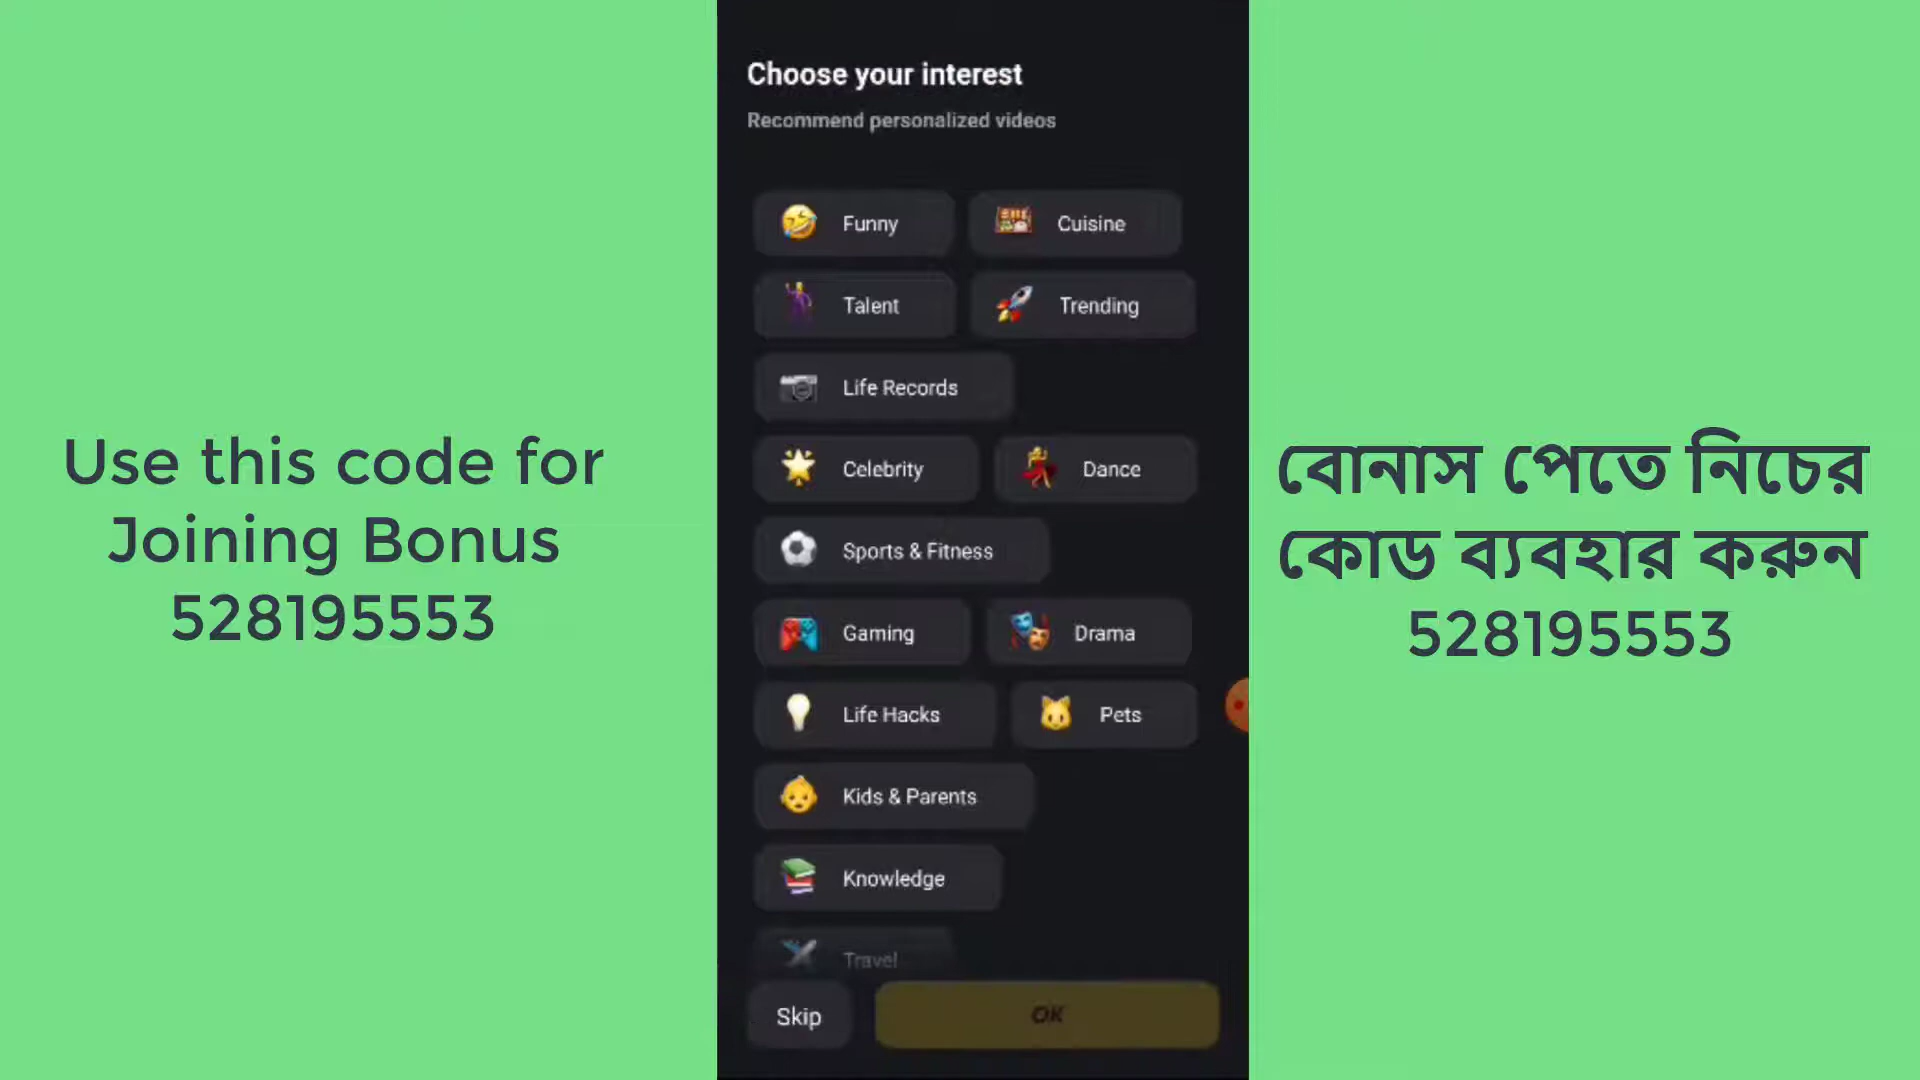 Use this code for
Joining Bonus
528195553
Choose your interest
Recommend personalized videos
Funny
Cuisine
Talent
Trending
Life Records
Celebrity
Dance
Sports & Fitness
Gaming
Drama
Life Hacks
Pets
Kids & Parents
Knowledge
Travel
Skip
OK
বোনাস পেতে নিচের
কোড ব্যবহার করুন
528195553